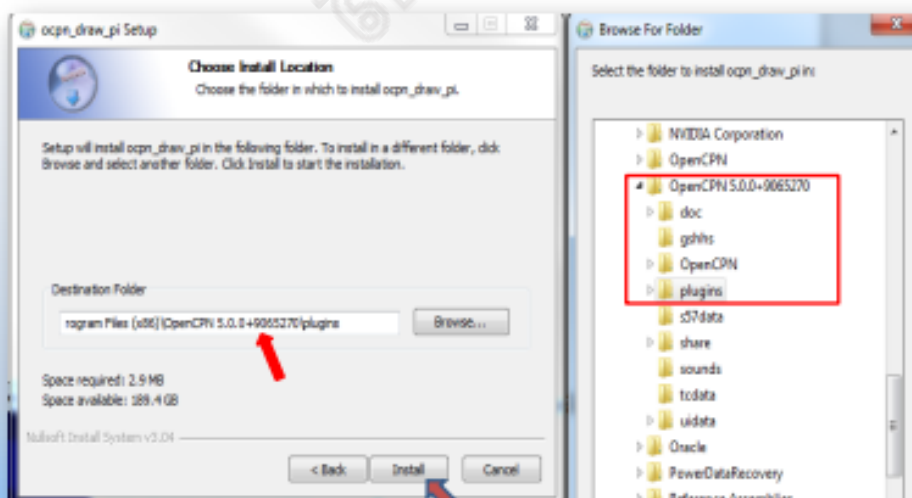 ocpn_draw_pi Setup
Choose Install Location
Choose the folder in which to install ocpn_draw_pi.
Setup will install ocpn_draw_pi in the following folder. To install in a different folder, click
Browse and select another folder. Click Install to start the installation.
Destination Folder
rogram Files (x86)\OpenCPN 5.0.0+9065270\plugins
Browse...
Space required: 2.9 MB
Space available: 189.4 GB
Nullsoft Install System v3.04
< Back
Install
Cancel
Browse For Folder
Select the folder to install ocpn_draw_pi in:
NVIDIA Corporation
OpenCPN
OpenCPN 5.0.0+9065270
doc
gshhs
OpenCPN
plugins
s57data
share
sounds
tcdata
uidata
Oracle
PowerDataRecovery
Reference Assemblies